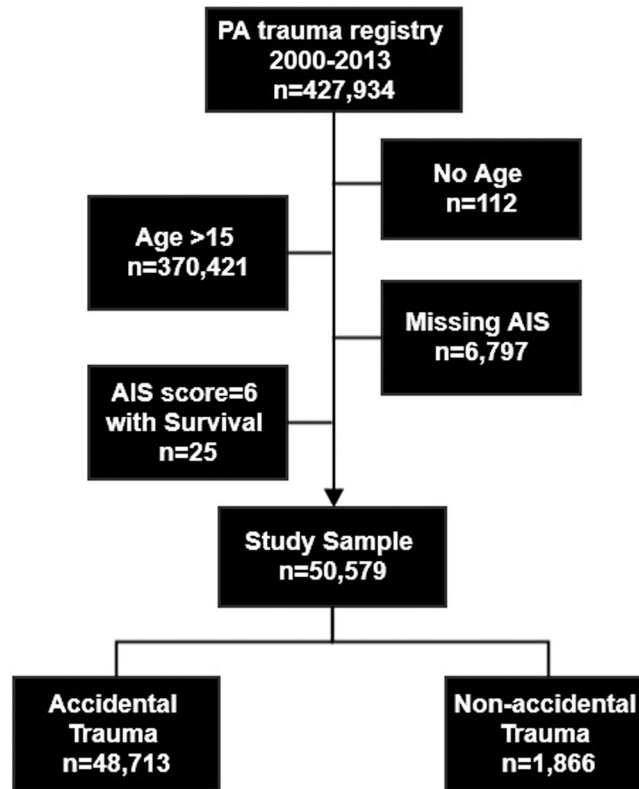 PA trauma registry
2000-2013
n=427,934
No Age
n=112
Age >15
n=370,421
Missing AIS
n=6,797
AIS score=6
with Survival
n=25
Study Sample
n=50,579
Accidental
Trauma
n=48,713
Non-accidental
Trauma
n=1,866